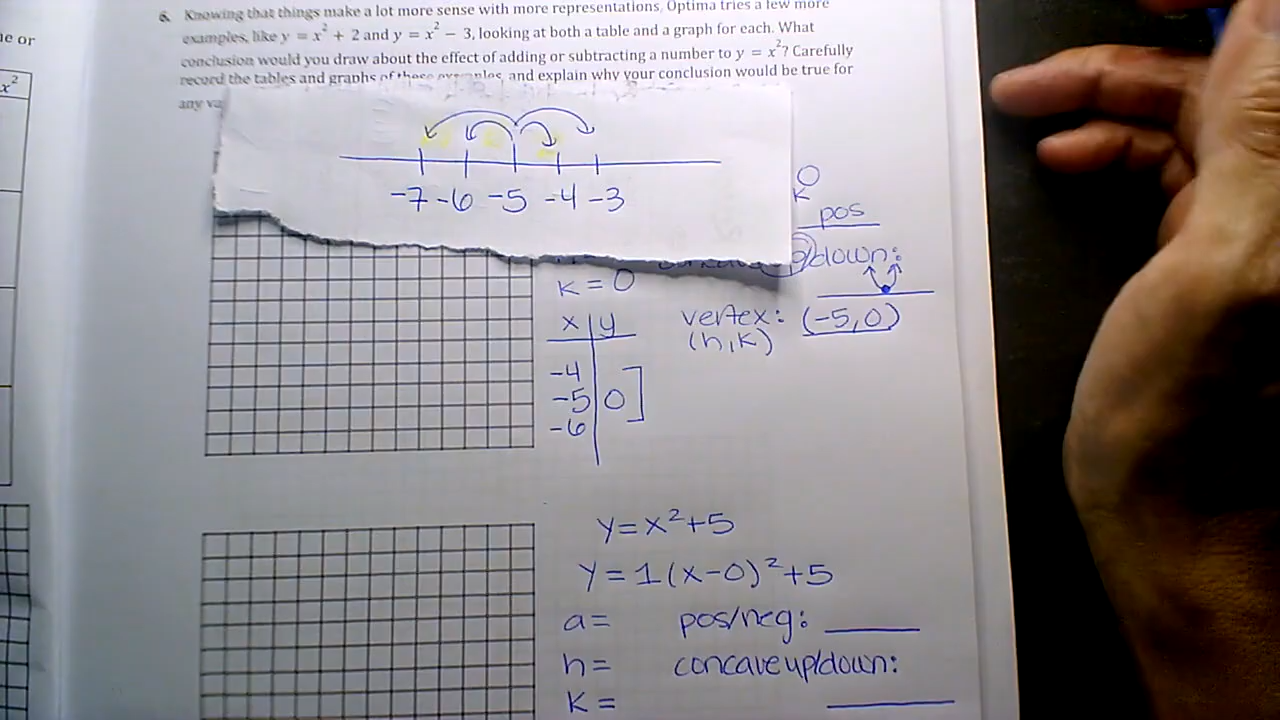 6. Knowing that things make a lot more sense with more representations, Optima tries a few more
examples, like y = x² + 2 and y = x² − 3, looking at both a table and a graph for each. What
conclusion would you draw about the effect of adding or subtracting a number to y = x²? Carefully
record the tables and graphs of these examples, and explain why your conclusion would be true for
any va
ne or
x²
-7 -6 -5 -4 -3
K
pos
/down:
K = 0
x | y
-4
-5 | 0
-6
vertex: (-5,0)
(h,k)
y=x²+5
y=1(x-0)²+5
a= pos/neg:
h= concave up/down:
K=